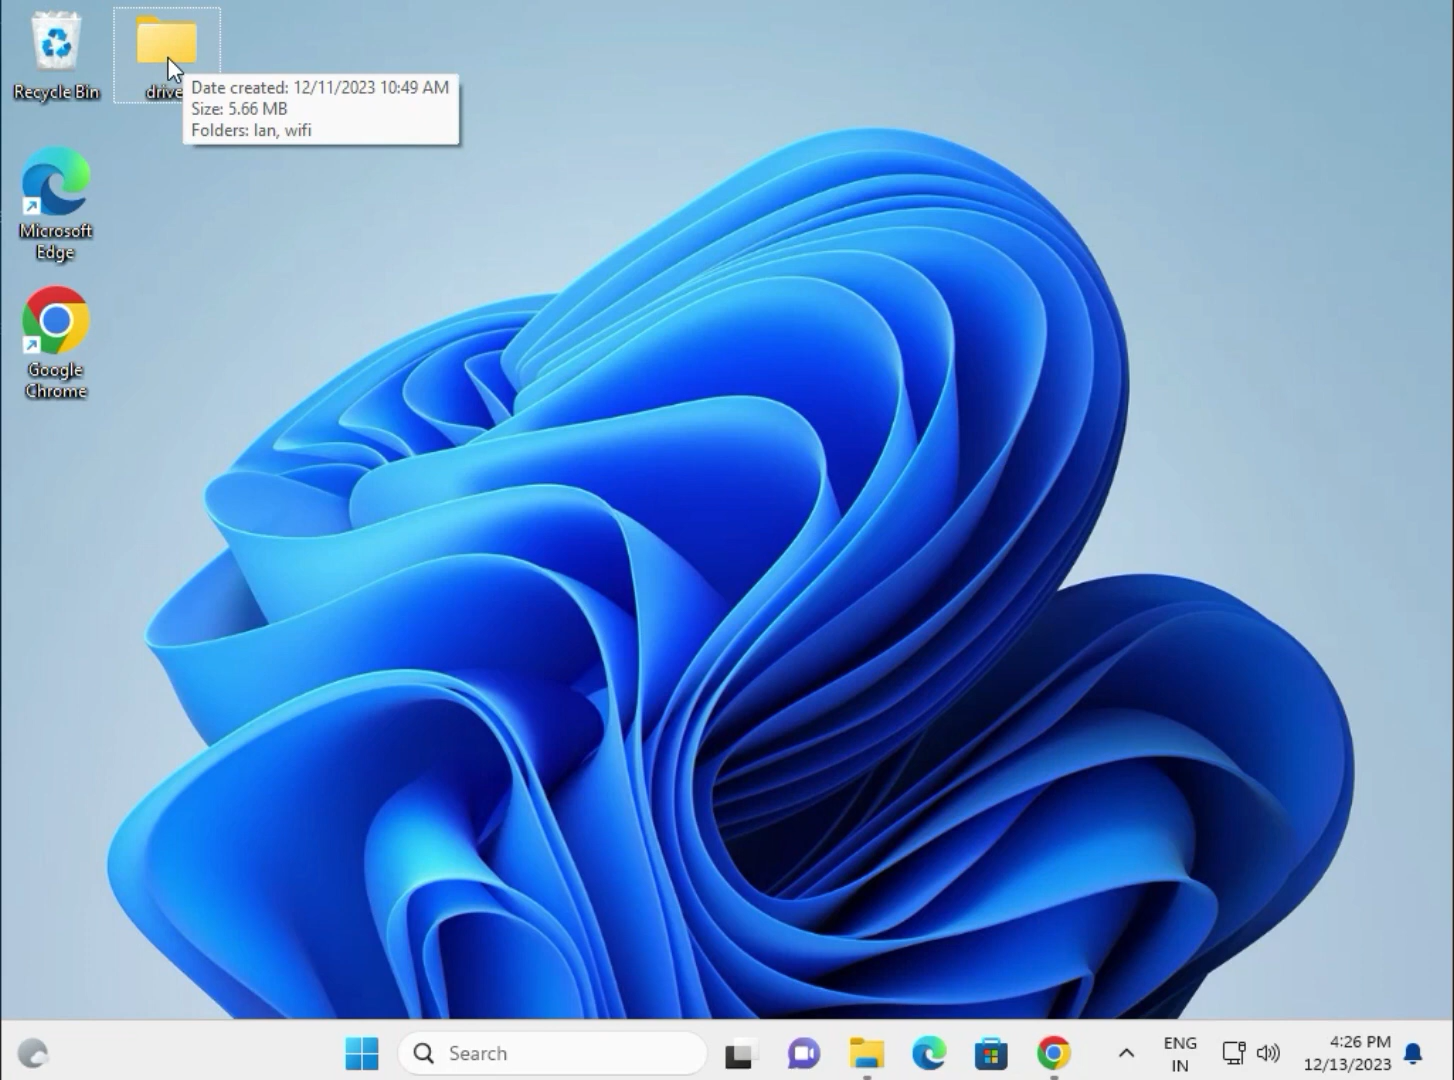 Recycle Bin
Date created: 12/11/2023 10:49 AM
Size: 5.66 MB
Folders: lan, wifi
Microsoft
Edge
Google
Chrome
Search
ENG
IN
4:26 PM
12/13/2023